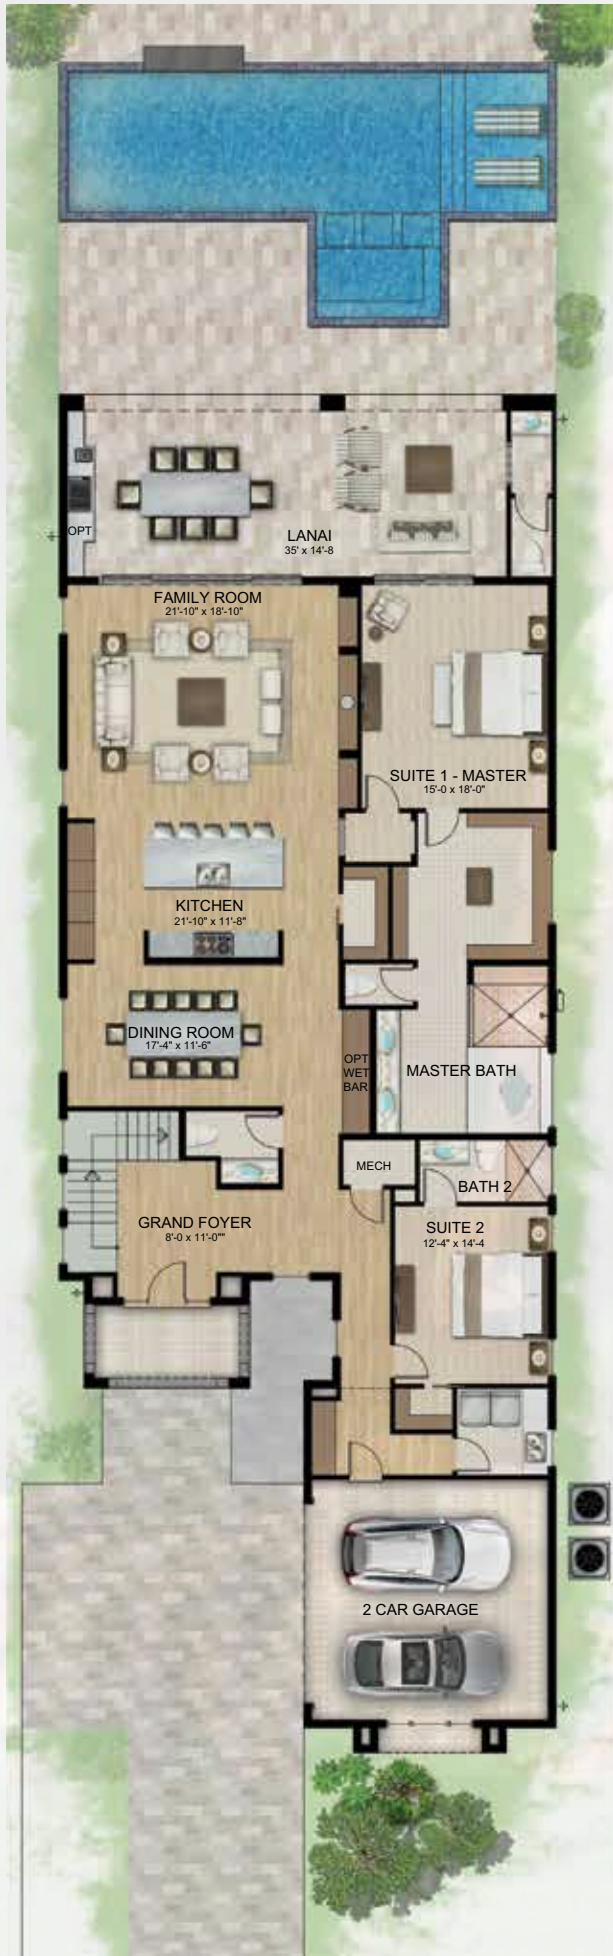 OPT
LANAI
35' x 14'-8
FAMILY ROOM
21'-10" x 18'-10"
SUITE 1 - MASTER
15'-0 x 18'-0"
KITCHEN
21'-10" x 11'-8"
DINING ROOM
17'-4" x 11'-6"
OPT
WET
BAR
MASTER BATH
MECH
BATH 2
GRAND FOYER
8'-0 x 11'-0""
SUITE 2
12'-4" x 14'-4
2 CAR GARAGE